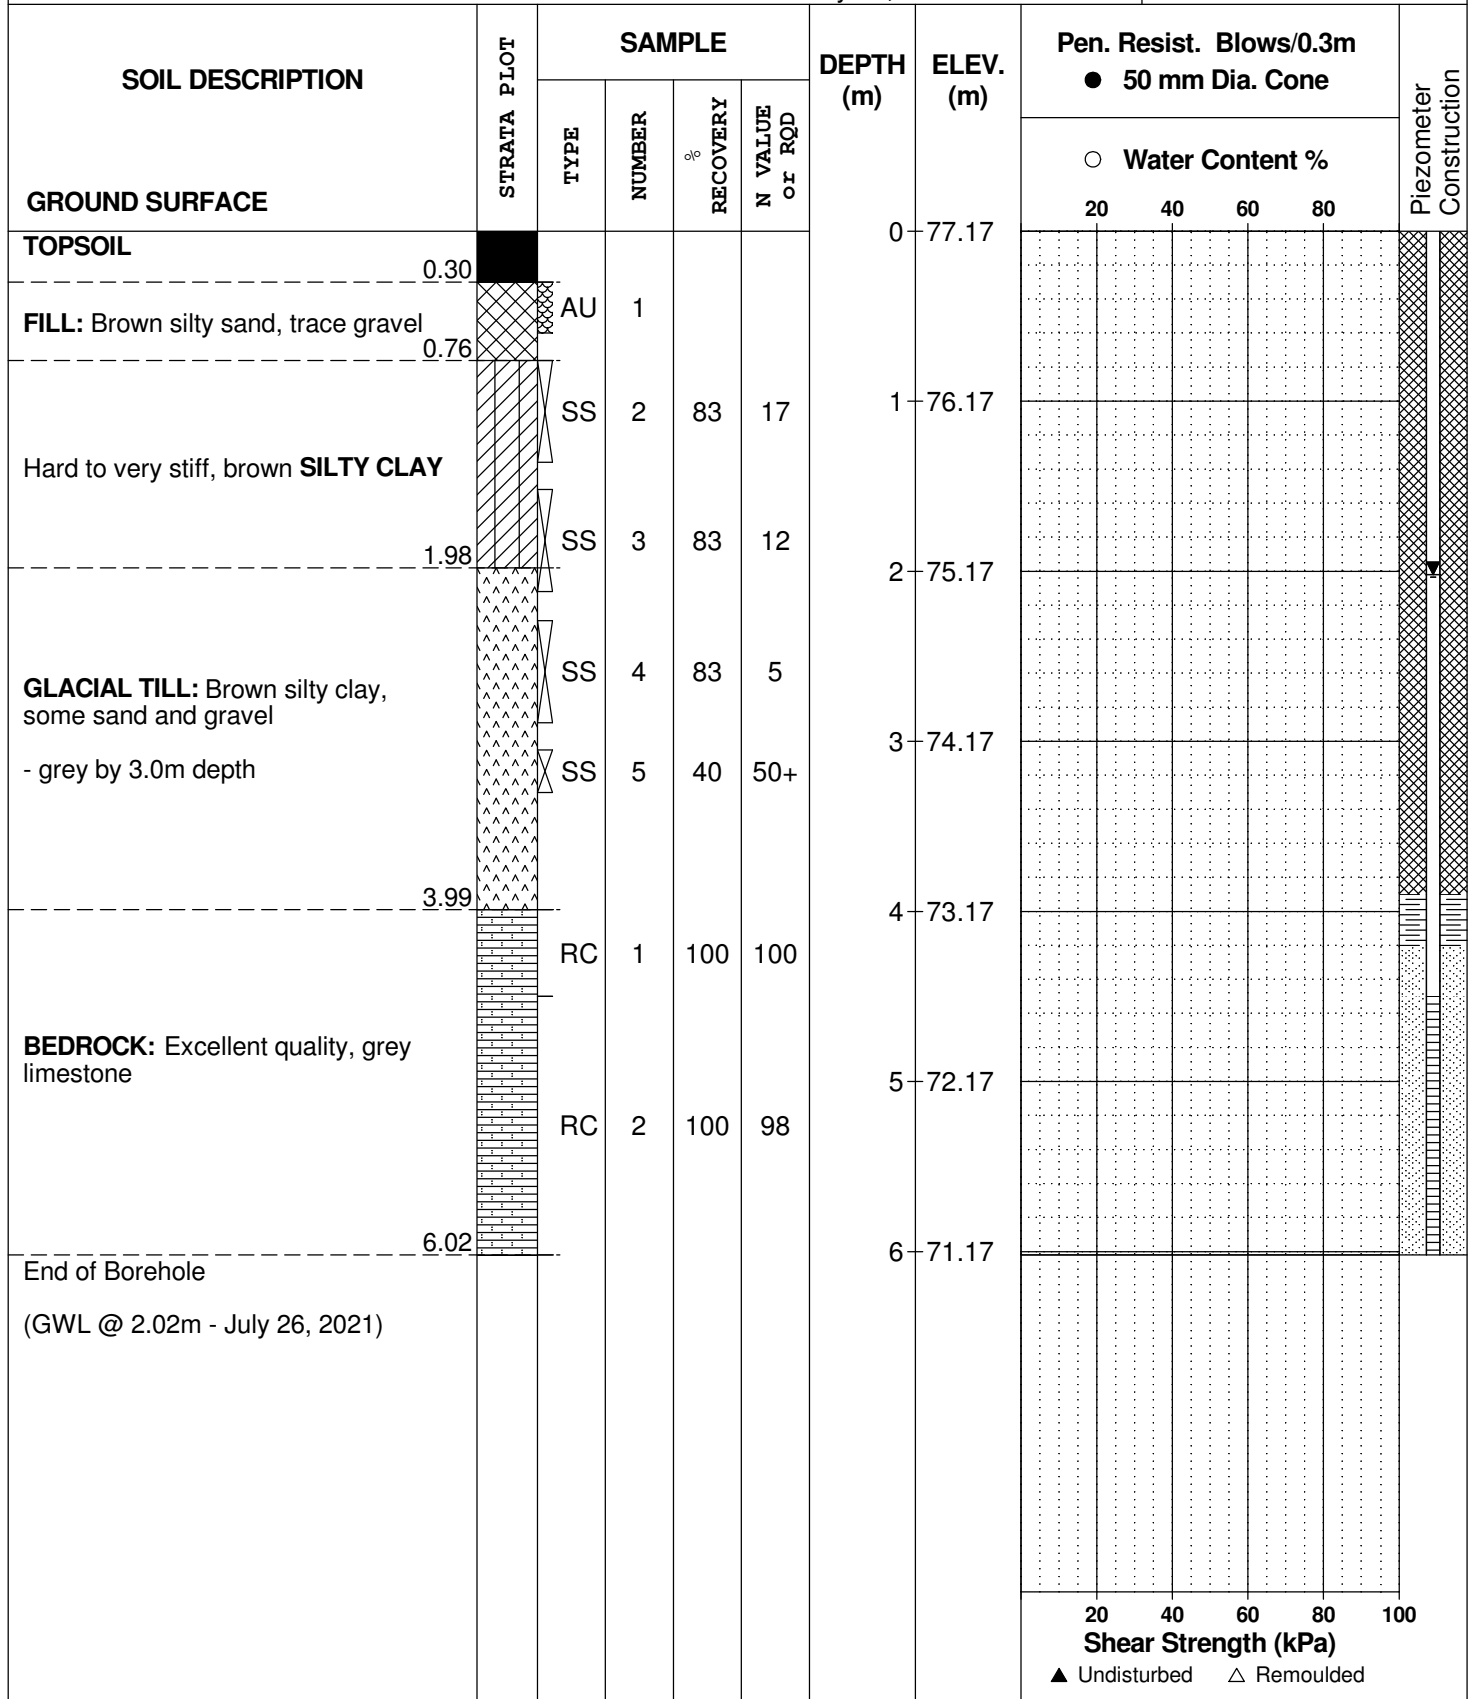 SOIL DESCRIPTION
GROUND SURFACE
STRATA PLOT
SAMPLE
TYPE
NUMBER
%
RECOVERY
N VALUE
or RQD
DEPTH
(m)
ELEV.
(m)
Pen. Resist. Blows/0.3m
● 50 mm Dia. Cone
○ Water Content %
20 40 60 80
Piezometer
Construction
0 77.17
TOPSOIL
0.30
AU 1
FILL: Brown silty sand, trace gravel
0.76
1 76.17
SS 2 83 17
Hard to very stiff, brown SILTY CLAY
SS 3 83 12
1.98
2 75.17
SS 4 83 5
GLACIAL TILL: Brown silty clay,
some sand and gravel
3 74.17
- grey by 3.0m depth
SS 5 40 50+
3.99
4 73.17
RC 1 100 100
BEDROCK: Excellent quality, grey
limestone
5 72.17
RC 2 100 98
6.02
6 71.17
End of Borehole
(GWL @ 2.02m - July 26, 2021)
20 40 60 80 100
Shear Strength (kPa)
▲ Undisturbed △ Remoulded